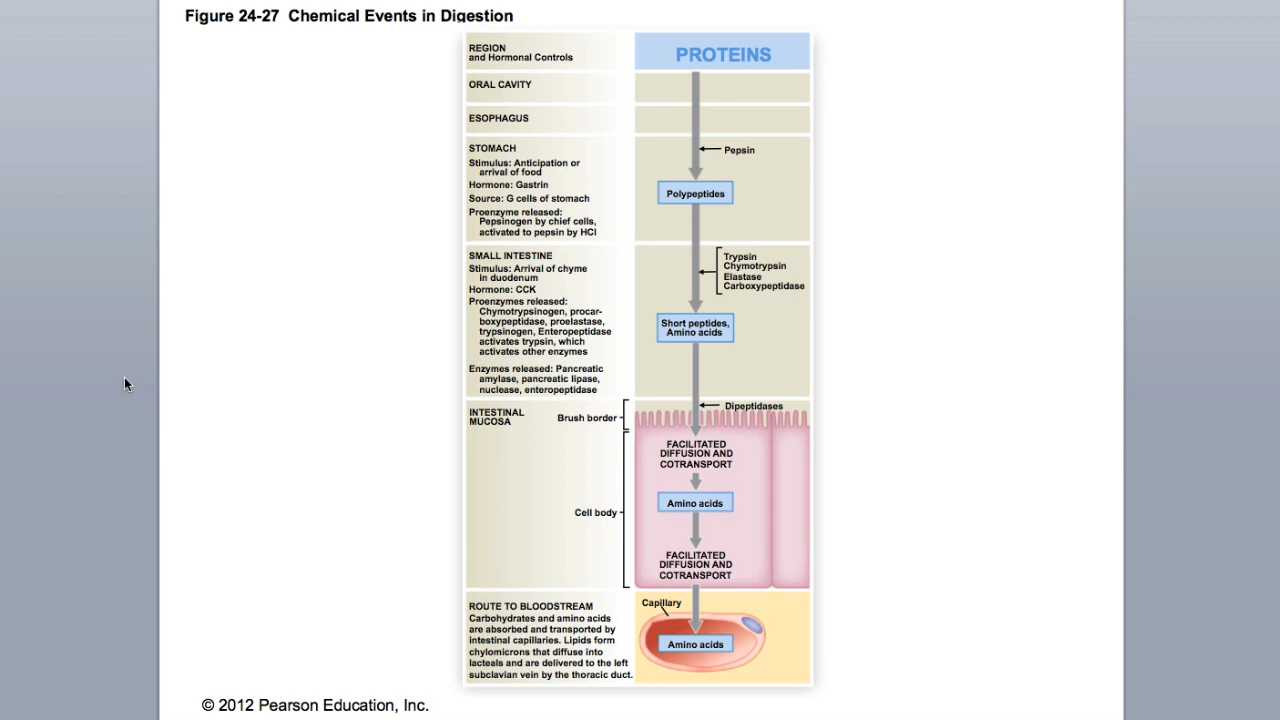 Figure 24-27 Chemical Events in Digestion
REGION
and Hormonal Controls
PROTEINS
ORAL CAVITY
ESOPHAGUS
STOMACH
Stimulus: Anticipation or
arrival of food
Hormone: Gastrin
Source: G cells of stomach
Proenzyme released:
Pepsinogen by chief cells,
activated to pepsin by HCl
Pepsin
Polypeptides
SMALL INTESTINE
Stimulus: Arrival of chyme
in duodenum
Hormone: CCK
Proenzymes released:
Chymotrypsinogen, procar-
boxypeptidase, proelastase,
trypsinogen, Enteropeptidase
activates trypsin, which
activates other enzymes
Enzymes released: Pancreatic
amylase, pancreatic lipase,
nuclease, enteropeptidase
Trypsin
Chymotrypsin
Elastase
Carboxypeptidase
Short peptides,
Amino acids
INTESTINAL
MUCOSA
Brush border
Dipeptidases
FACILITATED
DIFFUSION AND
COTRANSPORT
Amino acids
Cell body
FACILITATED
DIFFUSION AND
COTRANSPORT
ROUTE TO BLOODSTREAM
Carbohydrates and amino acids
are absorbed and transported by
intestinal capillaries. Lipids form
chylomicrons that diffuse into
lacteals and are delivered to the left
subclavian vein by the thoracic duct.
Capillary
Amino acids
© 2012 Pearson Education, Inc.